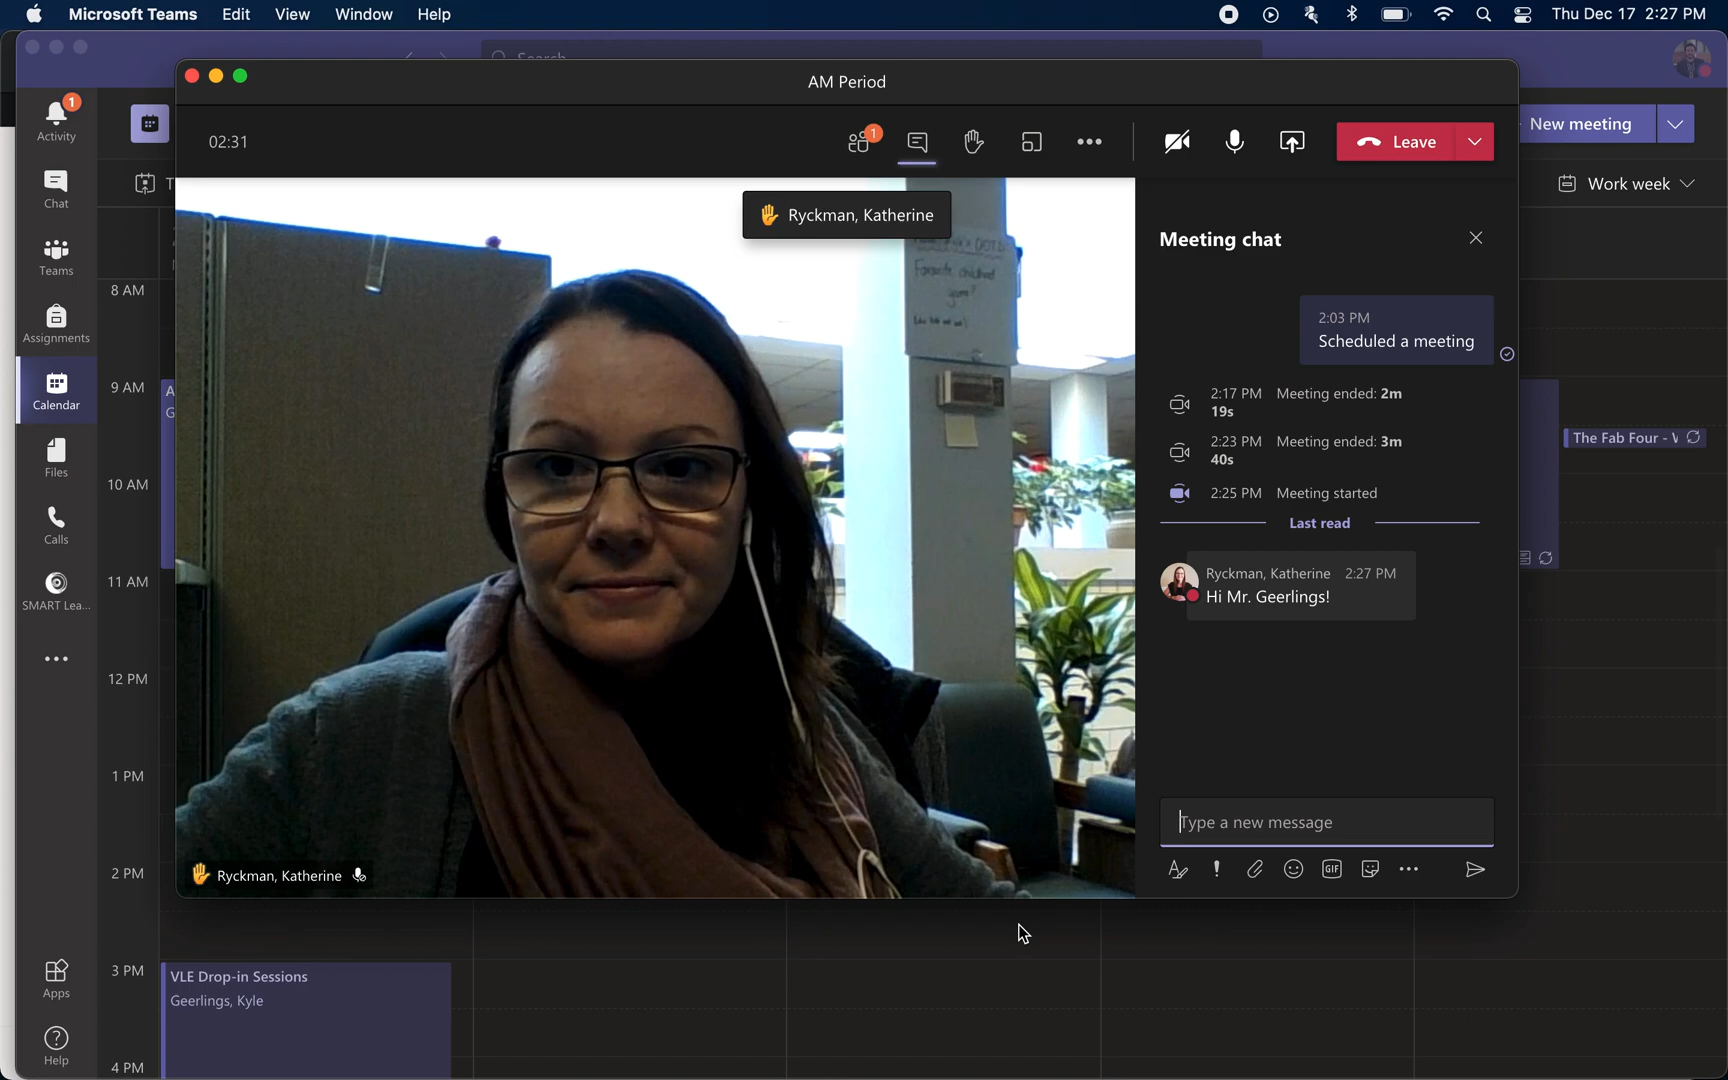 Microsoft Teams Edit View Window Help Thu Dec 17 2:27 PM
Search
AM Period
1
Activity
02:31
1
Leave
New meeting
Work week
Chat
Ryckman, Katherine
Meeting chat
Teams
8 AM
2:03 PM
Scheduled a meeting
Assignments
9 AM
2:17 PM Meeting ended: 2m
19s
Calendar
2:23 PM Meeting ended: 3m
40s
The Fab Four -
Files
10 AM
2:25 PM Meeting started
Last read
Calls
11 AM
Ryckman, Katherine 2:27 PM
Hi Mr. Geerlings!
SMART Lea...
12 PM
1 PM
Type a new message
2 PM
Ryckman, Katherine
GIF
3 PM
VLE Drop-in Sessions
Geerlings, Kyle
Apps
Help
4 PM